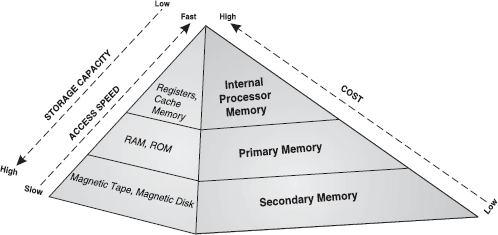 Low
Fast
High
STORAGE CAPACITY
ACCESS SPEED
COST
Registers,
Cache
Memory
Internal
Processor
Memory
RAM, ROM
Primary Memory
High
Slow
Magnetic Tape, Magnetic Disk
Secondary Memory
Low